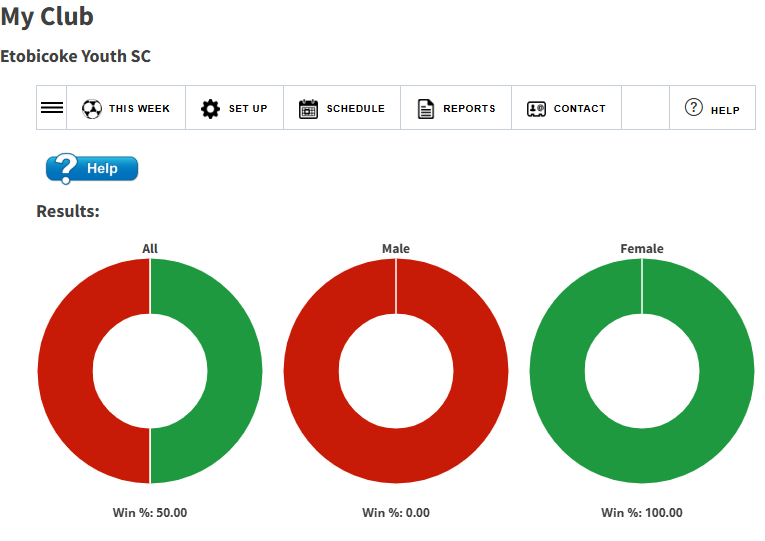 My Club
Etobicoke Youth SC
THIS WEEK SET UP SCHEDULE REPORTS CONTACT ? HELP
? Help
Results:
All Male Female
Win %: 50.00 Win %: 0.00 Win %: 100.00